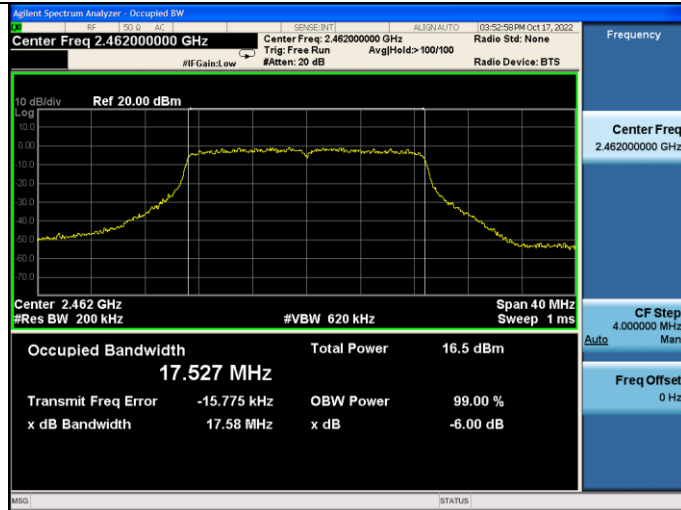 Agilent Spectrum Analyzer - Occupied BW
RF 50 Ω AC SENSE:INT ALIGN AUTO 03:52:58 PM Oct 17, 2022
Center Freq 2.462000000 GHz
Center Freq: 2.462000000 GHz
Radio Std: None
Trig: Free Run Avg|Hold:> 100/100
#IFGain:Low #Atten: 20 dB Radio Device: BTS
Frequency
10 dB/div Ref 20.00 dBm
Log
10.0
0.00
-10.0
-20.0
-30.0
-40.0
-50.0
-60.0
-70.0
Center Freq
2.462000000 GHz
Center 2.462 GHz Span 40 MHz
#Res BW 200 kHz #VBW 620 kHz Sweep 1 ms
CF Step
4.000000 MHz
Auto Man
Occupied Bandwidth Total Power 16.5 dBm
17.527 MHz
Transmit Freq Error -15.775 kHz OBW Power 99.00 %
x dB Bandwidth 17.58 MHz x dB -6.00 dB
Freq Offset
0 Hz
MSG STATUS